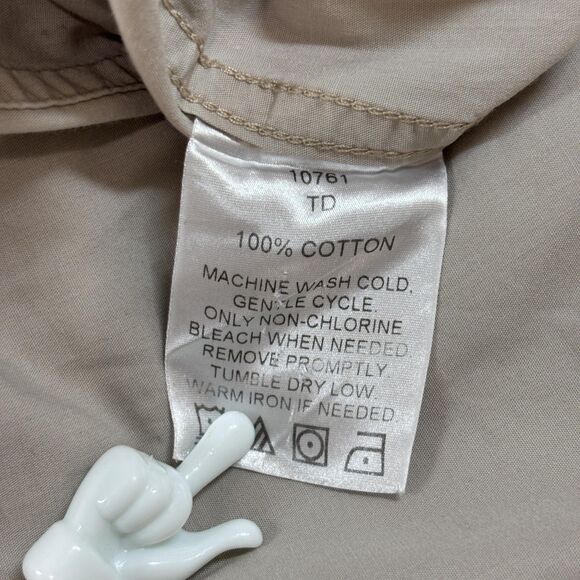 10761
TD
100% COTTON
MACHINE WASH COLD,
GENTLE CYCLE.
ONLY NON-CHLORINE
BLEACH WHEN NEEDED.
REMOVE PROMPTLY
TUMBLE DRY LOW.
WARM IRON IF NEEDED.